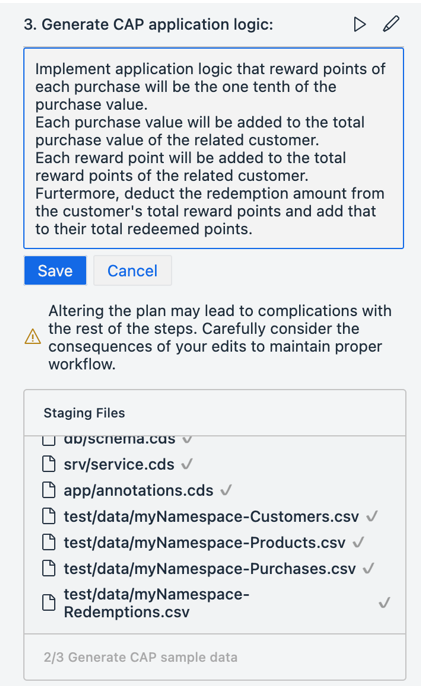 3. Generate CAP application logic:
Implement application logic that reward points of
each purchase will be the one tenth of the
purchase value.
Each purchase value will be added to the total
purchase value of the related customer.
Each reward point will be added to the total
reward points of the related customer.
Furtermore, deduct the redemption amount from
the customer's total reward points and add that
to their total redeemed points.
Save
Cancel
Altering the plan may lead to complications with
the rest of the steps. Carefully consider the
consequences of your edits to maintain proper
workflow.
Staging Files
db/schema.cds
srv/service.cds
app/annotations.cds
test/data/myNamespace-Customers.csv
test/data/myNamespace-Products.csv
test/data/myNamespace-Purchases.csv
test/data/myNamespace-
Redemptions.csv
2/3 Generate CAP sample data